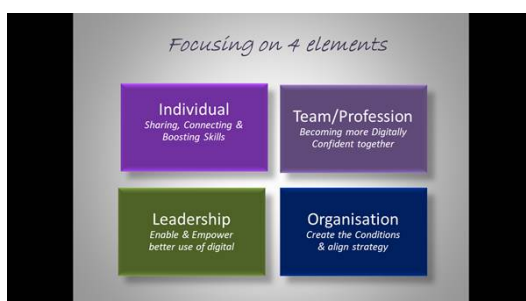 Focusing on 4 elements
Individual
Sharing, Connecting &
Boosting Skills
Team/Profession
Becoming more Digitally
Confident together
Leadership
Enable & Empower
better use of digital
Organisation
Create the Conditions
& align strategy